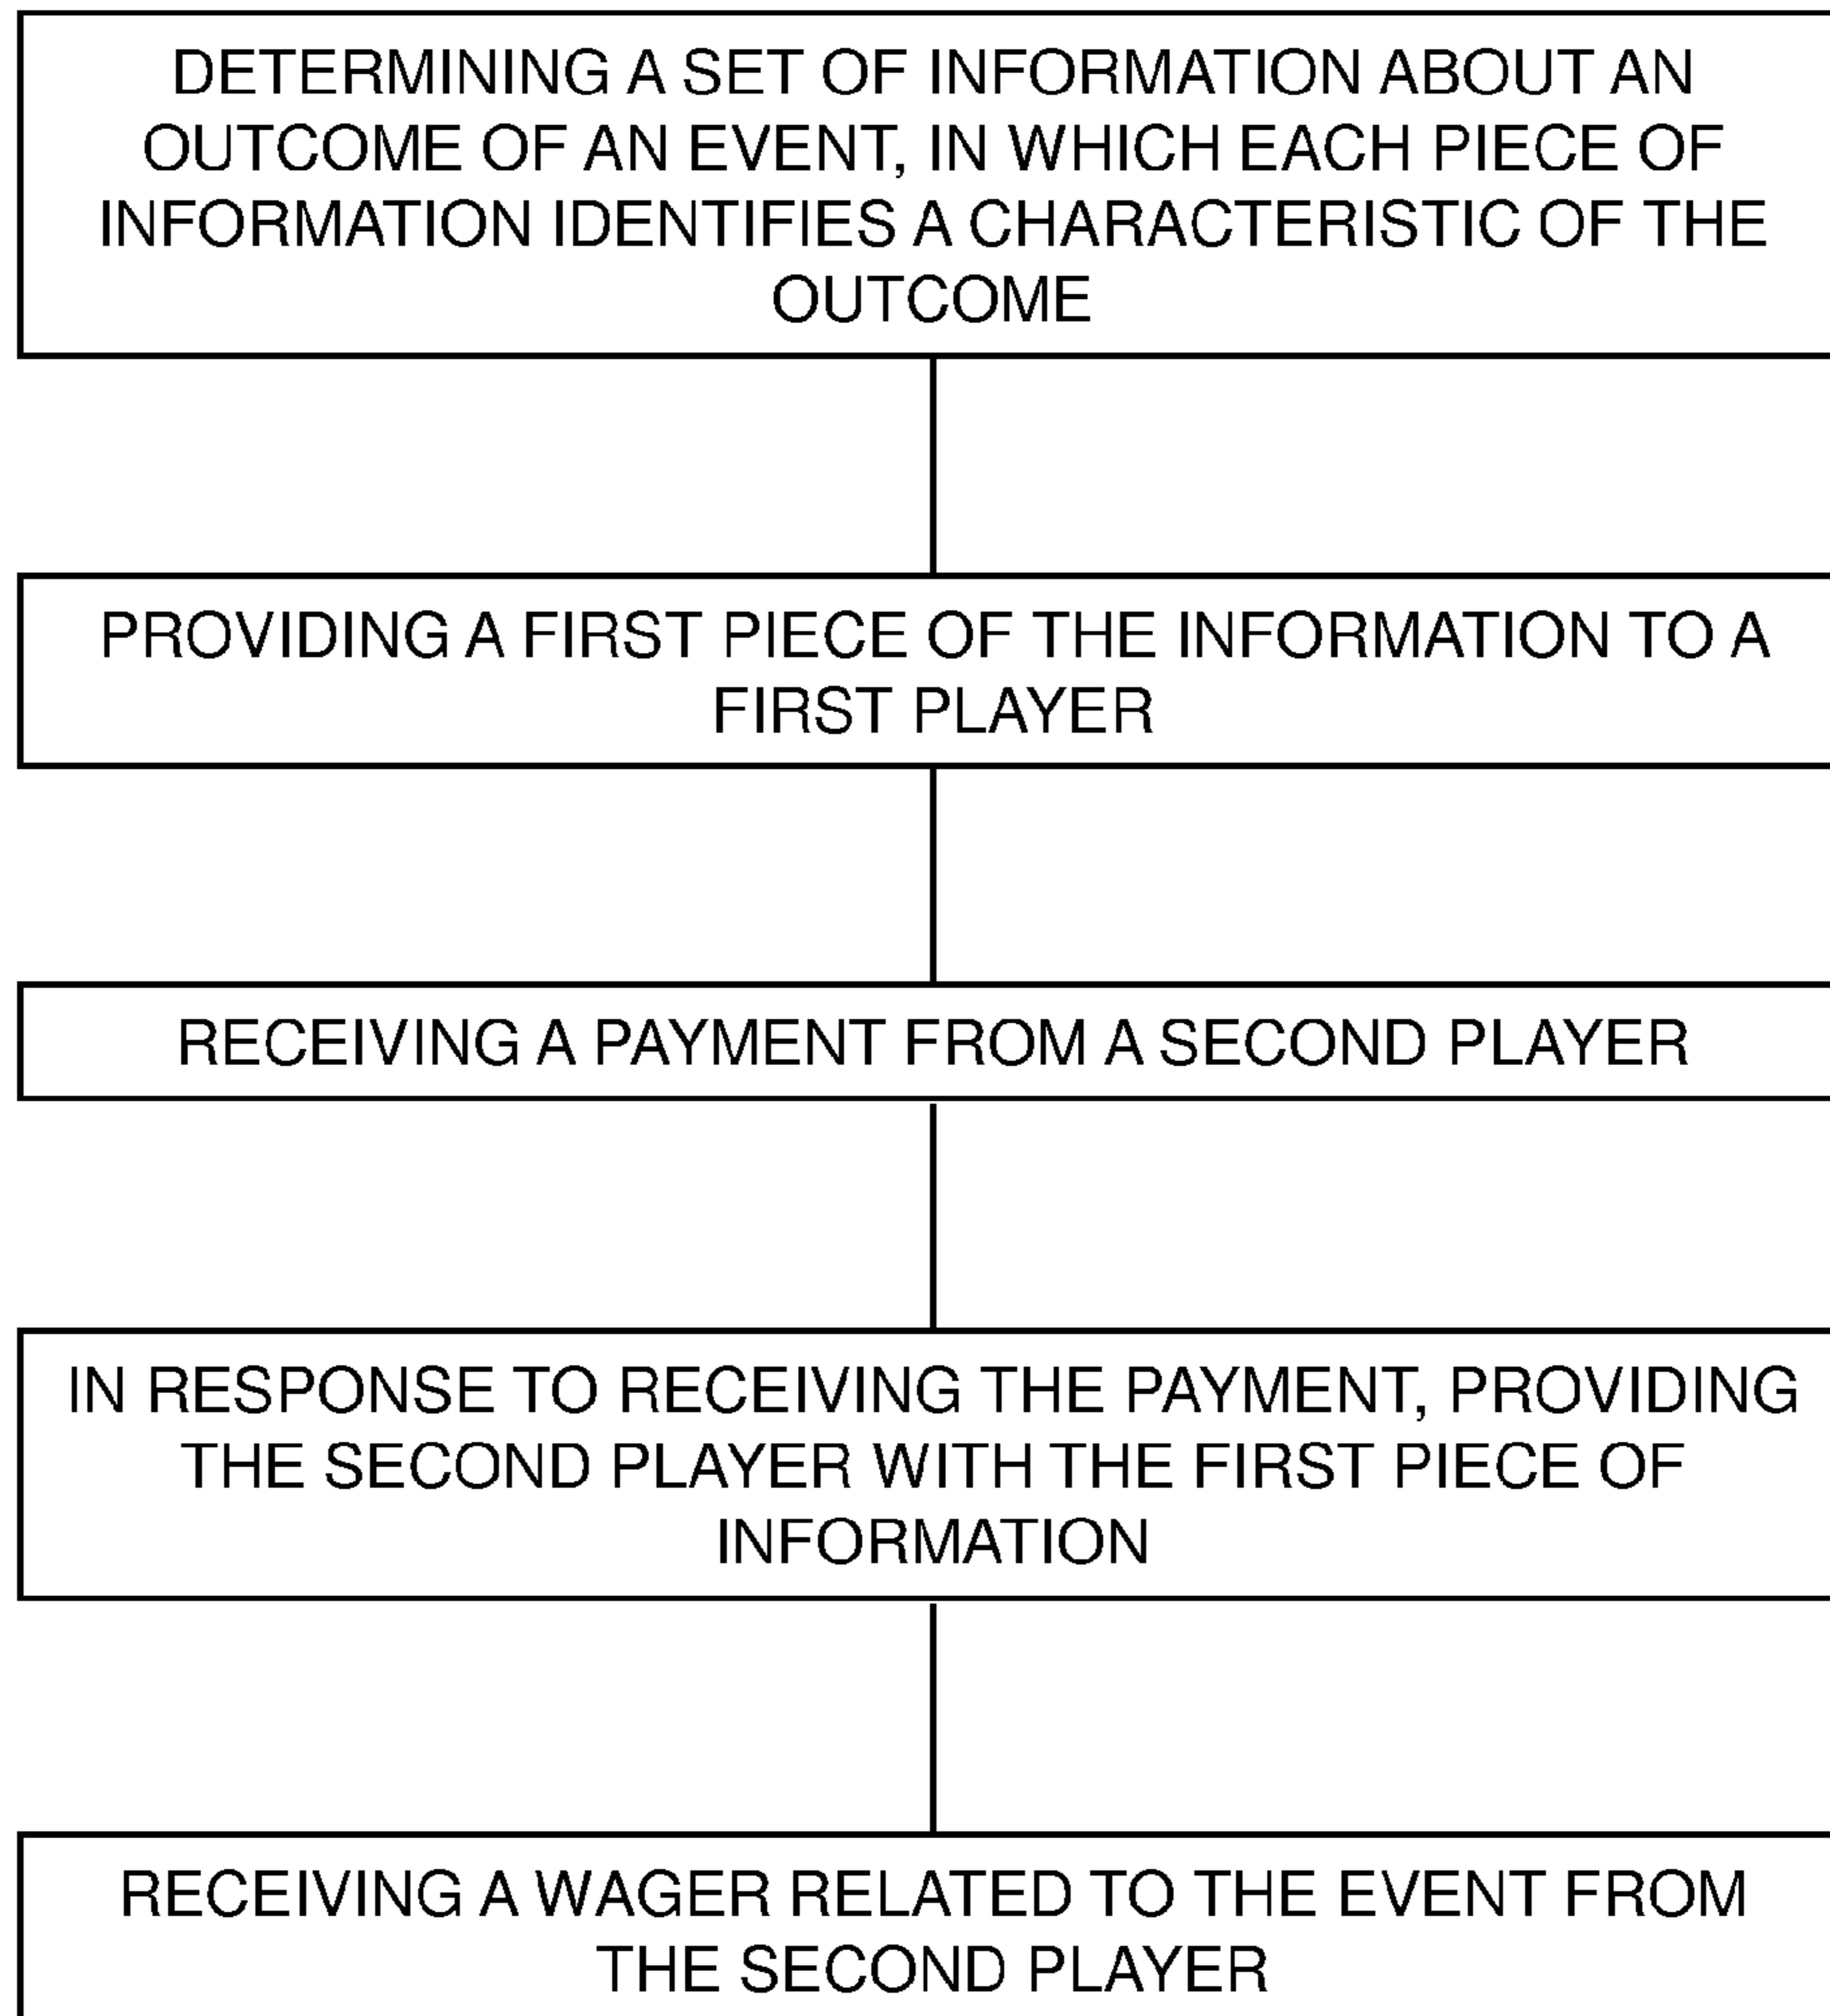 DETERMINING A SET OF INFORMATION ABOUT AN
OUTCOME OF AN EVENT, IN WHICH EACH PIECE OF
INFORMATION IDENTIFIES A CHARACTERISTIC OF THE
OUTCOME
PROVIDING A FIRST PIECE OF THE INFORMATION TO A
FIRST PLAYER
RECEIVING A PAYMENT FROM A SECOND PLAYER
IN RESPONSE TO RECEIVING THE PAYMENT, PROVIDING
THE SECOND PLAYER WITH THE FIRST PIECE OF
INFORMATION
RECEIVING A WAGER RELATED TO THE EVENT FROM
THE SECOND PLAYER